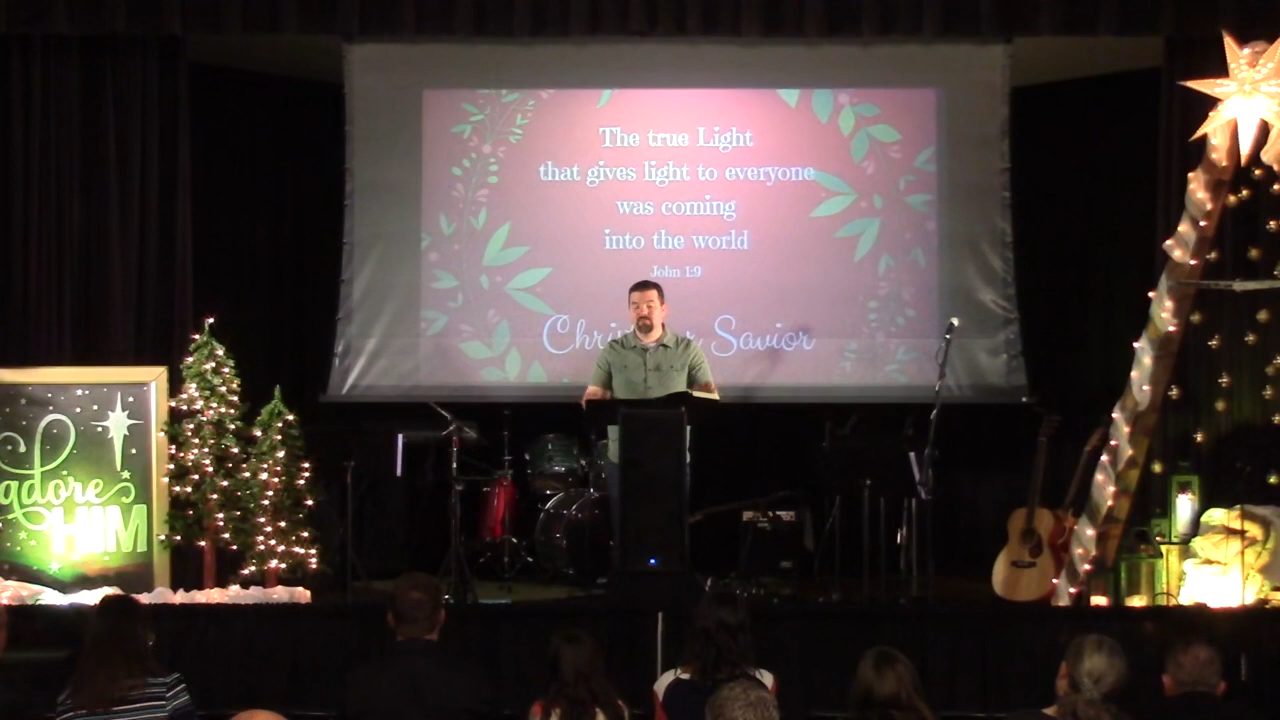 The true Light
that gives light to everyone
was coming
into the world
John 1:9
Savior
adore
HIM